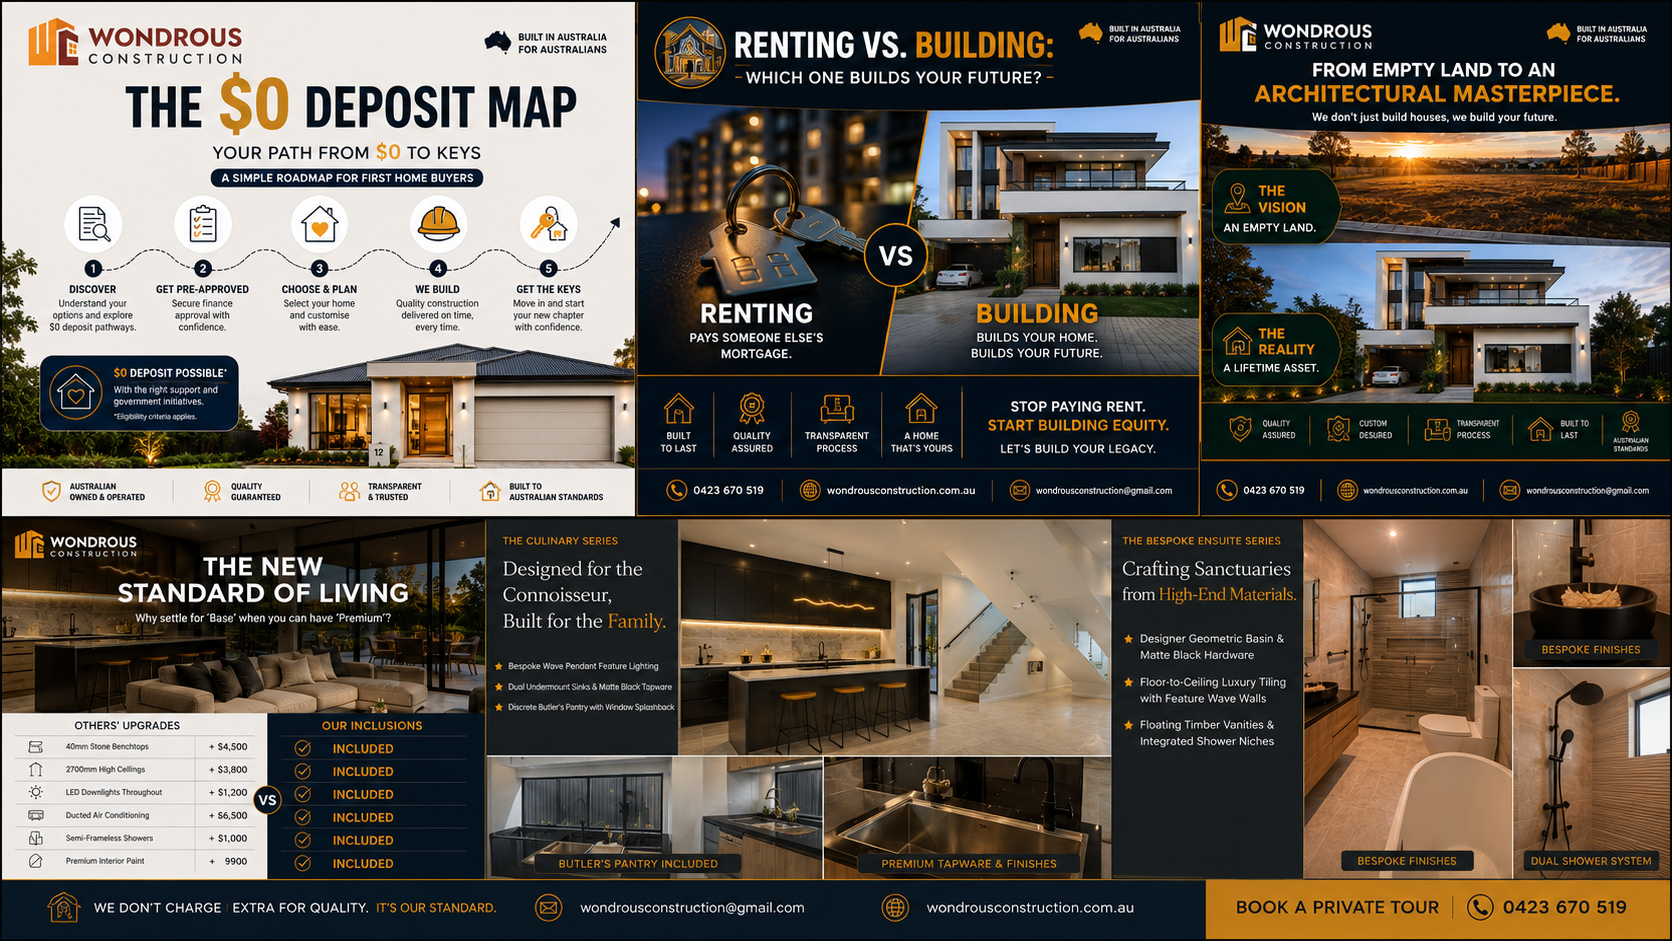 WONDROUS
CONSTRUCTION
BUILT IN AUSTRALIA
FOR AUSTRALIANS
THE $0 DEPOSIT MAP
YOUR PATH FROM $0 TO KEYS
A SIMPLE ROADMAP FOR FIRST HOME BUYERS
1
DISCOVER
Understand your
options and explore
$0 deposit pathways.
2
GET PRE-APPROVED
Secure finance
approval with
confidence.
3
CHOOSE & PLAN
Select your home
and customise
with ease.
4
WE BUILD
Quality construction
delivered on time,
every time.
5
GET THE KEYS
Move in and start
your new chapter
with confidence.
$0 DEPOSIT POSSIBLE*
With the right support and
government initiatives.
*Eligibility criteria applies.
12
AUSTRALIAN
OWNED & OPERATED
QUALITY
GUARANTEED
TRANSPARENT
& TRUSTED
BUILT TO
AUSTRALIAN STANDARDS
RENTING VS. BUILDING:
- WHICH ONE BUILDS YOUR FUTURE? -
BUILT IN AUSTRALIA
FOR AUSTRALIANS
VS
RENTING
PAYS SOMEONE ELSE'S
MORTGAGE.
BUILDING
BUILDS YOUR HOME.
BUILDS YOUR FUTURE.
BUILT
TO LAST
QUALITY
ASSURED
TRANSPARENT
PROCESS
A HOME
THAT'S YOURS
STOP PAYING RENT.
START BUILDING EQUITY.
LET'S BUILD YOUR LEGACY.
0423 670 519
wondrousconstruction.com.au
wondrousconstruction@gmail.com
WONDROUS
CONSTRUCTION
BUILT IN AUSTRALIA
FOR AUSTRALIANS
FROM EMPTY LAND TO AN
ARCHITECTURAL MASTERPIECE.
We don't just build houses, we build your future.
THE
VISION
AN EMPTY LAND.
THE
REALITY
A LIFETIME ASSET.
QUALITY
ASSURED
CUSTOM
DESURED
TRANSPARENT
PROCESS
BUILT TO
LAST
AUSTRALIAN
STANDARDS
0423 670 519
wondrousconstruction.com.au
wondrousconstruction@gmail.com
WONDROUS
CONSTRUCTION
THE NEW
STANDARD OF LIVING
Why settle for 'Base' when you can have 'Premium'?
OTHERS' UPGRADES
40mm Stone Benchtops + $4,500
2700mm High Ceilings + $3,800
LED Downlights Throughout + $1,200
Ducted Air Conditioning + $6,500
Semi-Frameless Showers + $1,000
Premium Interior Paint + 9900
VS
OUR INCLUSIONS
INCLUDED
INCLUDED
INCLUDED
INCLUDED
INCLUDED
INCLUDED
THE CULINARY SERIES
Designed for the
Connoisseur,
Built for the Family.
Bespoke Wave Pendant Feature Lighting
Dual Undermount Sinks & Matte Black Tapware
Discrete Butler's Pantry with Window Splashback
BUTLER'S PANTRY INCLUDED
PREMIUM TAPWARE & FINISHES
THE BESPOKE ENSUITE SERIES
Crafting Sanctuaries
from High-End Materials.
Designer Geometric Basin &
Matte Black Hardware
Floor-to-Ceiling Luxury Tiling
with Feature Wave Walls
Floating Timber Vanities &
Integrated Shower Niches
BESPOKE FINISHES
BESPOKE FINISHES
DUAL SHOWER SYSTEM
WE DON'T CHARGE EXTRA FOR QUALITY. IT'S OUR STANDARD.
wondrousconstruction@gmail.com
wondrousconstruction.com.au
BOOK A PRIVATE TOUR
0423 670 519